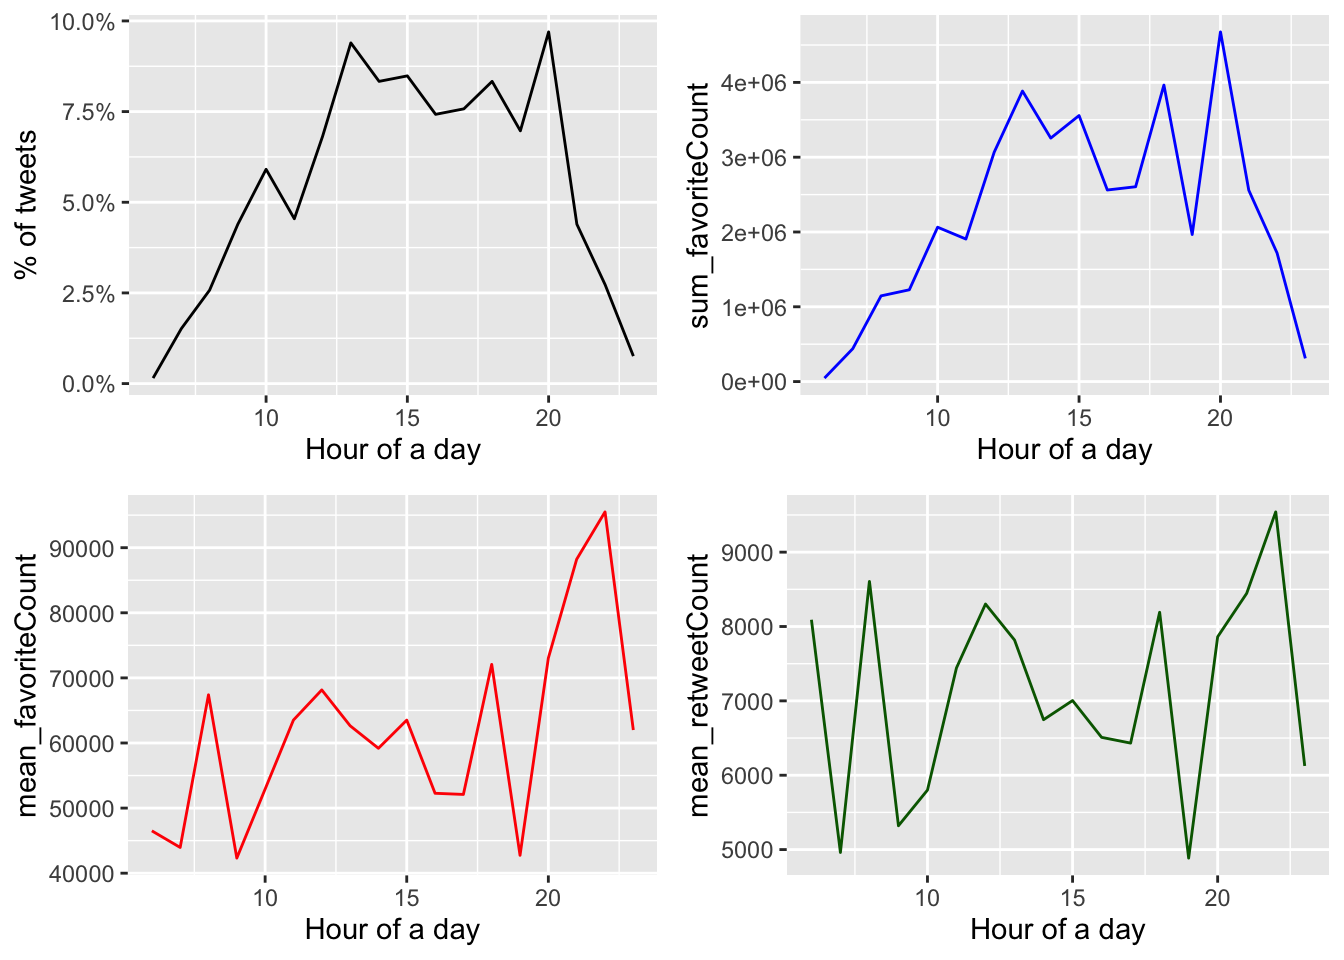 % of tweets
10.0%
7.5%
5.0%
2.5%
0.0%
10 15 20
Hour of a day
sum_favoriteCount
4e+06
3e+06
2e+06
1e+06
0e+00
10 15 20
Hour of a day
mean_favoriteCount
90000
80000
70000
60000
50000
40000
10 15 20
Hour of a day
mean_retweetCount
9000
8000
7000
6000
5000
10 15 20
Hour of a day